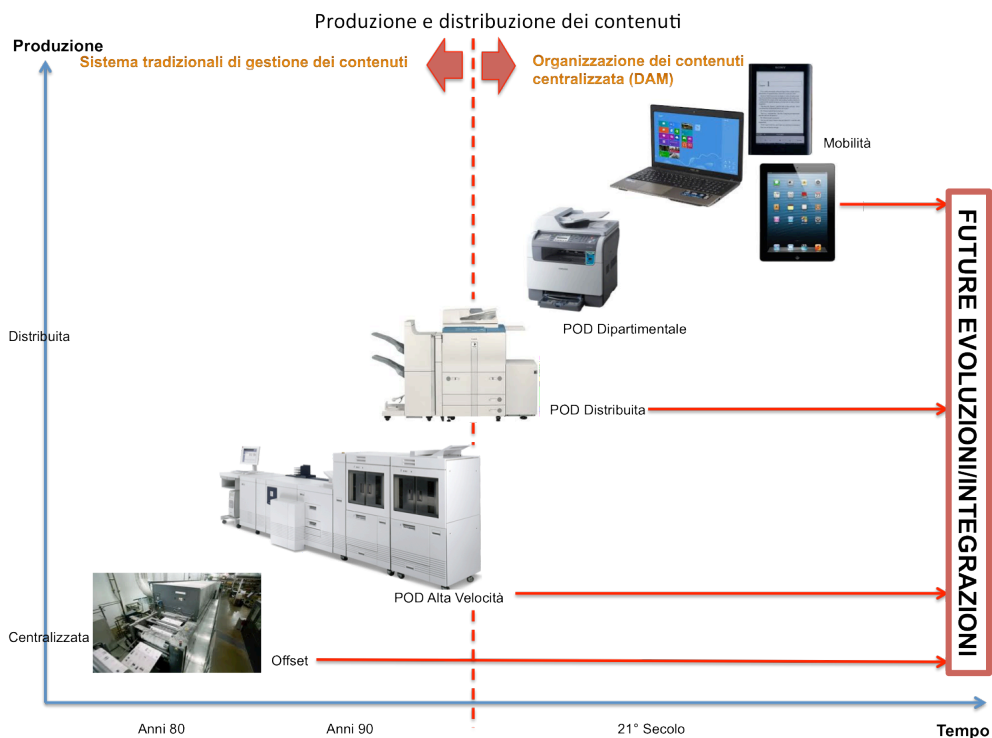 Produzione e distribuzione dei contenuti
Produzione
Sistema tradizionali di gestione dei contenuti
Organizzazione dei contenuti
centralizzata (DAM)
Mobilità
FUTURE EVOLUZIONI/INTEGRAZIONI
POD Dipartimentale
Distribuita
POD Distribuita
POD Alta Velocità
Centralizzata
Offset
Anni 80
Anni 90
21° Secolo
Tempo